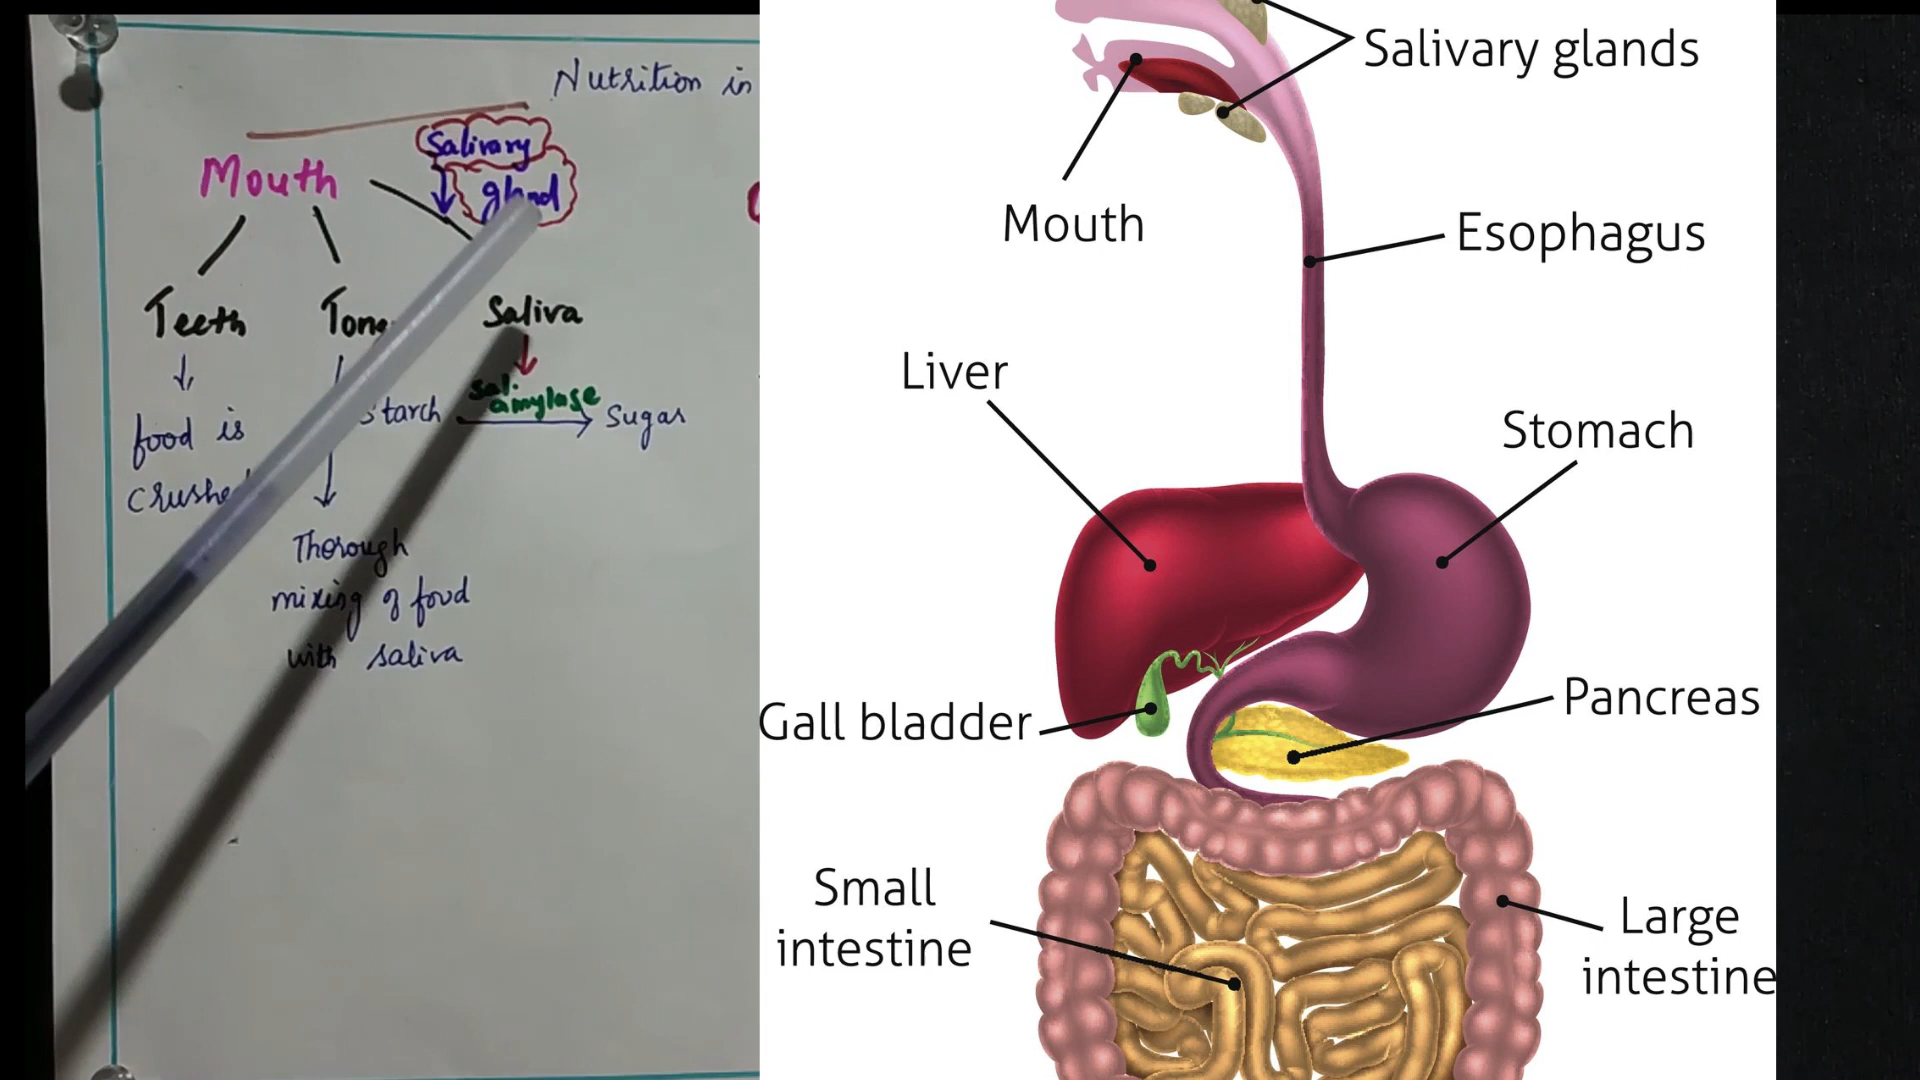 Nutrition in
Mouth
Salivary
gland
Teeth
Saliva
food is
starch
amylase
Sugar
Thorough
mixing of food
with saliva
Salivary glands
Mouth
Esophagus
Liver
Stomach
Gall bladder
Pancreas
Small
intestine
Large
intestine